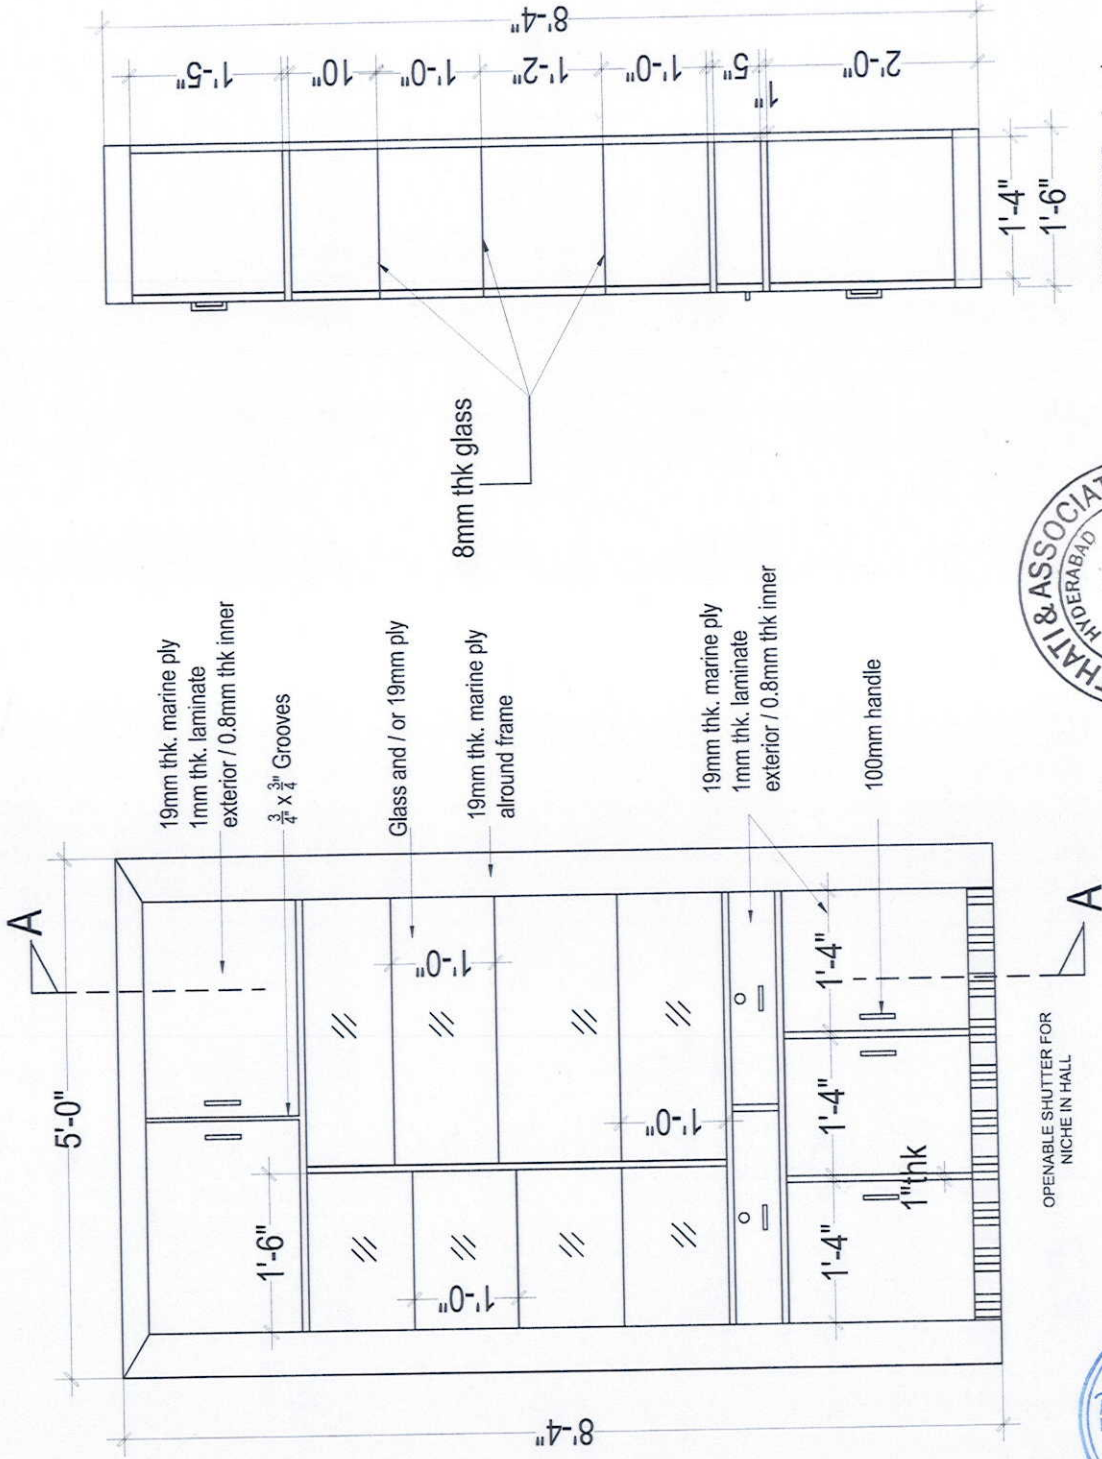 A
5'-0"
8'-4"
19mm thk. marine ply
1mm thk. laminate
exterior / 0.8mm thk inner
3/4" x 3/4" Grooves
Glass and / or 19mm ply
19mm thk. marine ply
alround frame
19mm thk. marine ply
1mm thk. laminate
exterior / 0.8mm thk inner
100mm handle
1'-6"
1'-0"
1'-0"
1'-0"
1'-4"
1'-4"
1'-4"
1"thk
A
OPENABLE SHUTTER FOR
NICHE IN HALL
8mm thk glass
8'-4"
1'-5"
10"
1'-0"
1'-2"
1'-0"
5"
1"
2'-0"
1'-4"
1'-6"
HATI & ASSOCIAT
HYDERABAD